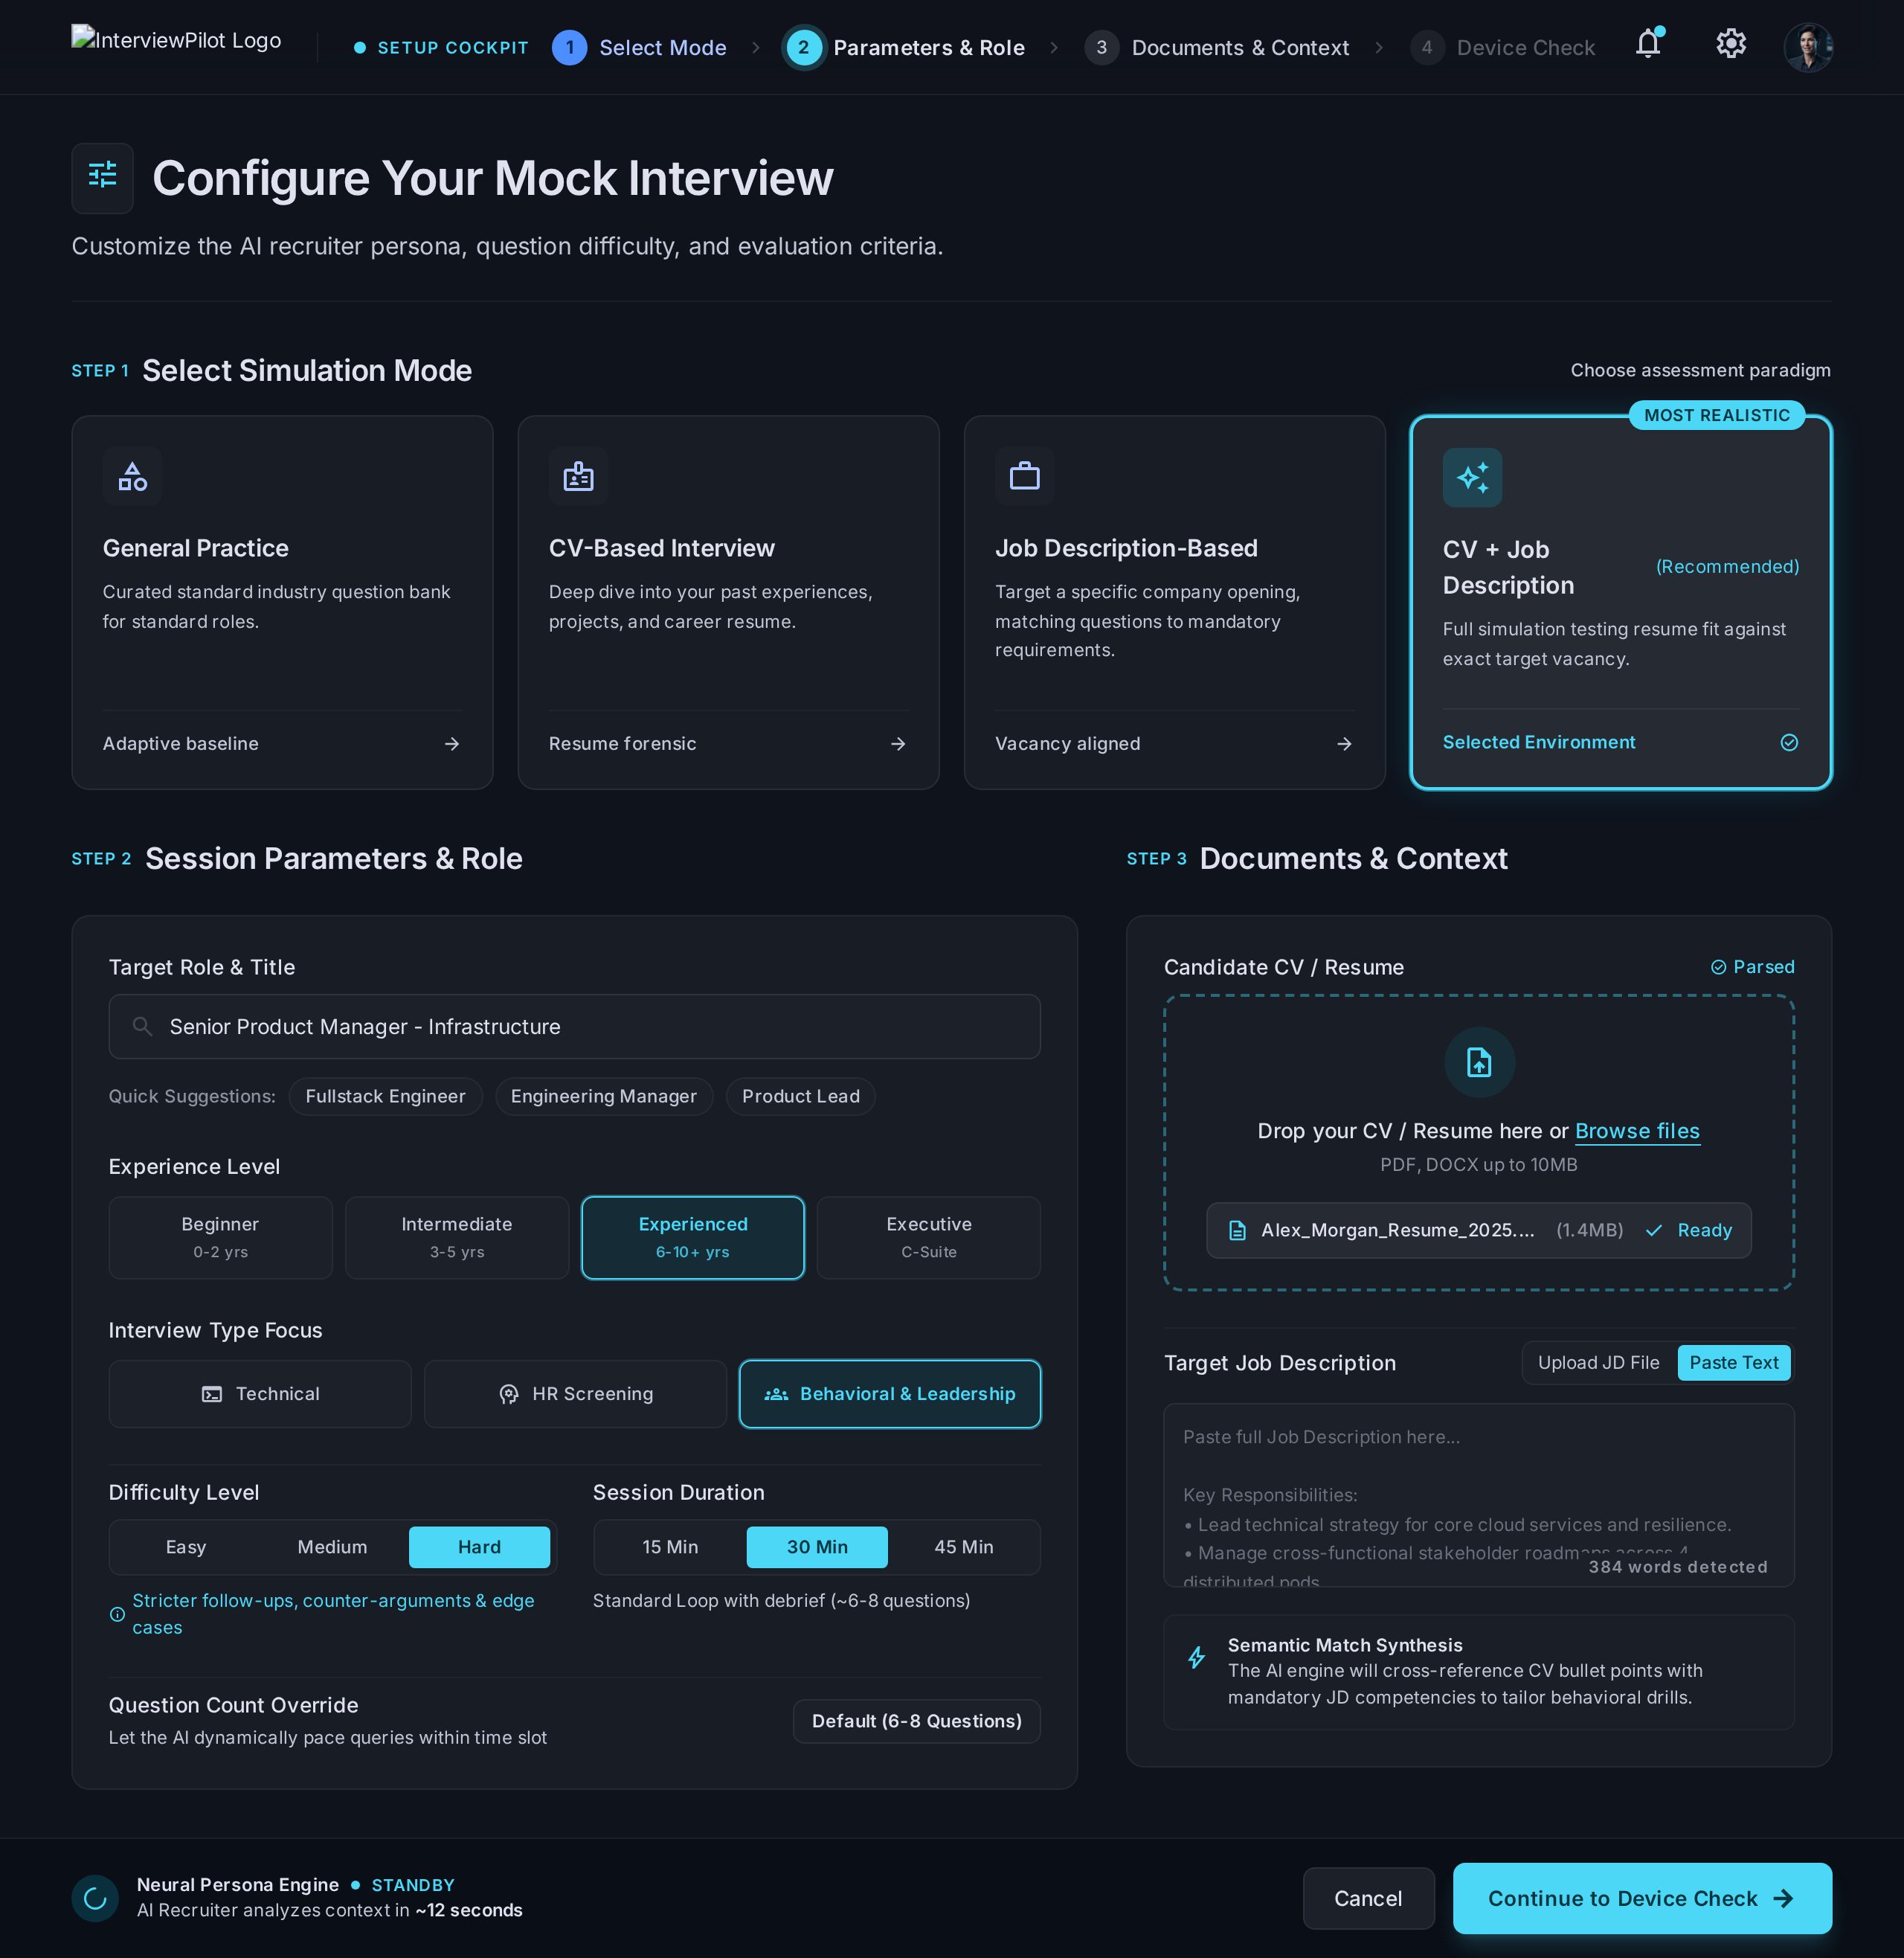 InterviewPilot Logo
SETUP COCKPIT
1 Select Mode
2 Parameters & Role
3 Documents & Context
4 Device Check
Configure Your Mock Interview
Customize the AI recruiter persona, question difficulty, and evaluation criteria.
STEP 1 Select Simulation Mode
Choose assessment paradigm
General Practice
Curated standard industry question bank
for standard roles.
Adaptive baseline
CV-Based Interview
Deep dive into your past experiences,
projects, and career resume.
Resume forensic
Job Description-Based
Target a specific company opening,
matching questions to mandatory
requirements.
Vacancy aligned
MOST REALISTIC
CV + Job
Description
(Recommended)
Full simulation testing resume fit against
exact target vacancy.
Selected Environment
STEP 2 Session Parameters & Role
Target Role & Title
Senior Product Manager - Infrastructure
Quick Suggestions: Fullstack Engineer Engineering Manager Product Lead
Experience Level
Beginner
0-2 yrs
Intermediate
3-5 yrs
Experienced
6-10+ yrs
Executive
C-Suite
Interview Type Focus
Technical
HR Screening
Behavioral & Leadership
Difficulty Level
Easy Medium Hard
Stricter follow-ups, counter-arguments & edge
cases
Session Duration
15 Min 30 Min 45 Min
Standard Loop with debrief (~6-8 questions)
Question Count Override
Let the AI dynamically pace queries within time slot
Default (6-8 Questions)
STEP 3 Documents & Context
Candidate CV / Resume
Parsed
Drop your CV / Resume here or Browse files
PDF, DOCX up to 10MB
Alex_Morgan_Resume_2025.... (1.4MB) Ready
Target Job Description
Upload JD File Paste Text
Paste full Job Description here...
Key Responsibilities:
• Lead technical strategy for core cloud services and resilience.
• Manage cross-functional stakeholder roadmaps across 4
distributed pods
384 words detected
Semantic Match Synthesis
The AI engine will cross-reference CV bullet points with
mandatory JD competencies to tailor behavioral drills.
Neural Persona Engine STANDBY
AI Recruiter analyzes context in ~12 seconds
Cancel
Continue to Device Check